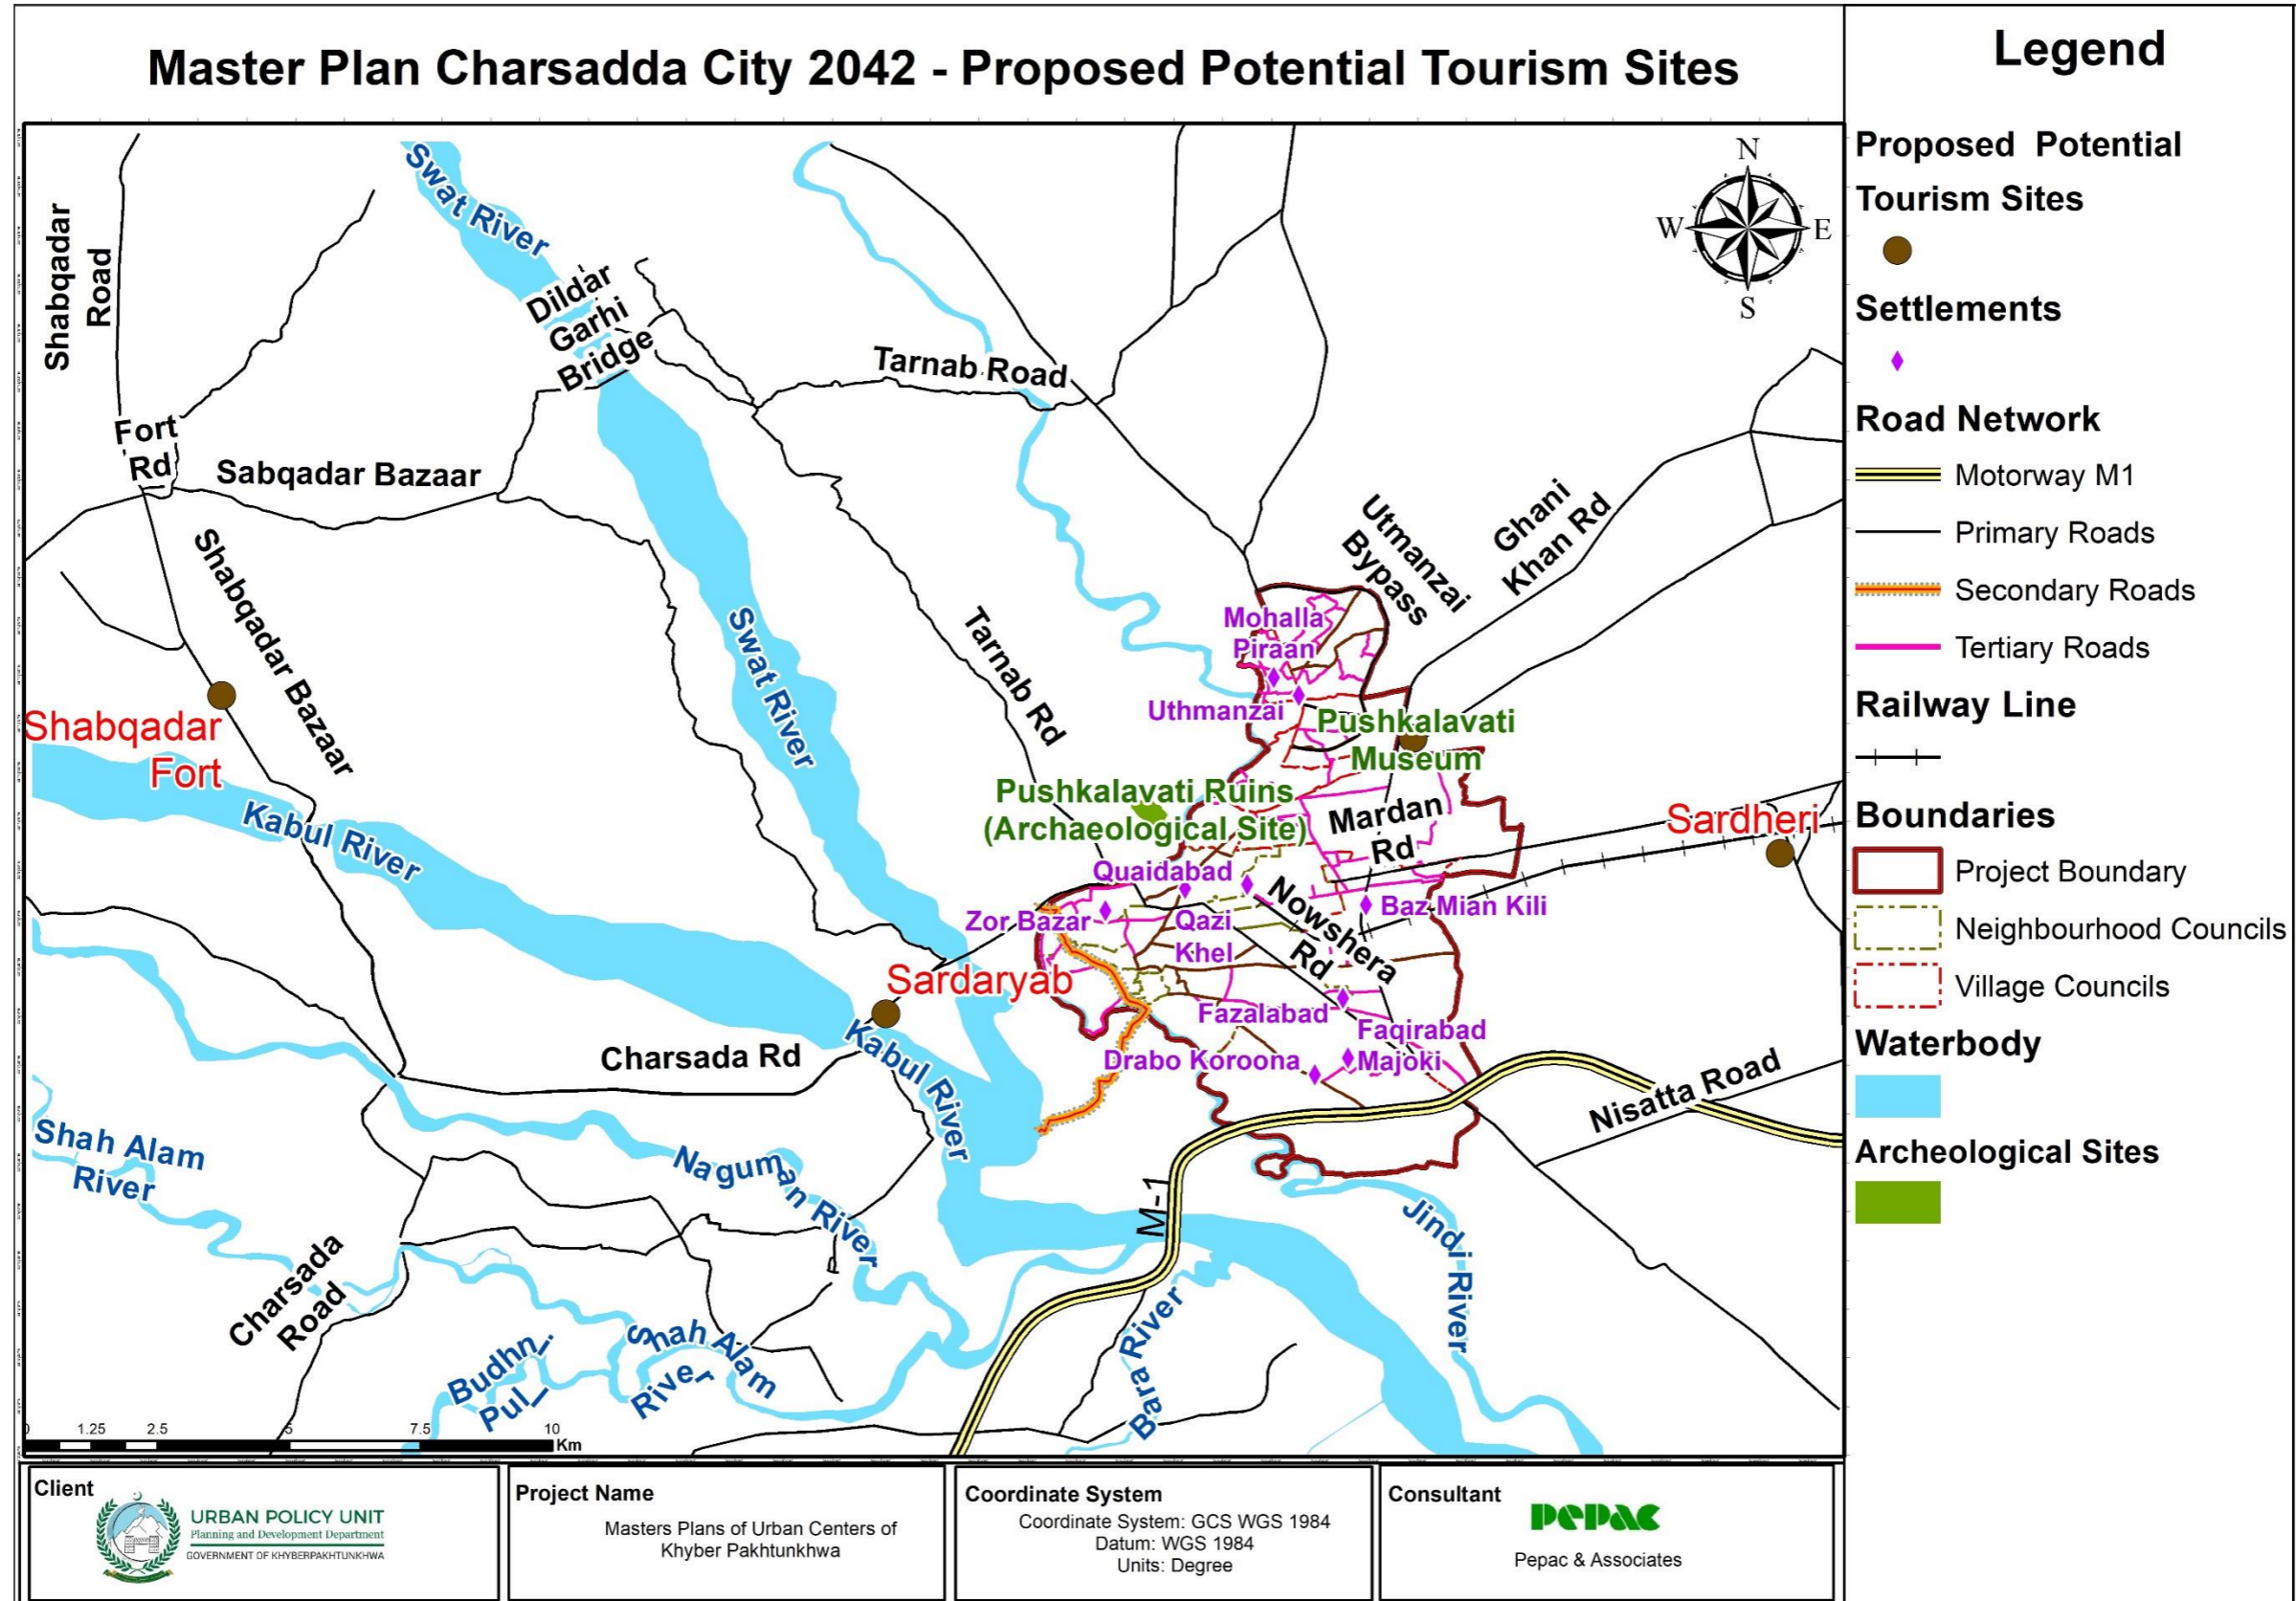 Master Plan Charsadda City 2042 - Proposed Potential Tourism Sites
Shabqadar
Road
Swat River
Dildar
Garhi
Bridge
Tarnab Road
N
W
E
S
Fort
Rd
Sabqadar Bazaar
Shabqadar Bazaar
Utmanzai
Bypass
Ghani
Khan Rd
Swat River
Tarnab Rd
Mohalla
Piraan
Uthmanzai
Pushkalavati
Museum
Shabqadar
Fort
Kabul River
Pushkalavati Ruins
(Archaeological Site)
Mardan
Rd
Sardheri
Quaidabad
Zor Bazar
Qazi
Khel
Nowshera
Rd
Baz Mian Kili
Sardaryab
Fazalabad
Faqirabad
Majoki
Drabo Koroona
Charsada Rd
Kabul River
Nisatta Road
Shah Alam
River
Naguman River
M-1
Jindi River
Charsada
Road
Budhni
Pul
Shah Alam
River
Bara River
0 1.25 2.5 5 7.5 10
Km
Legend
Proposed Potential
Tourism Sites
Settlements
Road Network
Motorway M1
Primary Roads
Secondary Roads
Tertiary Roads
Railway Line
Boundaries
Project Boundary
Neighbourhood Councils
Village Councils
Waterbody
Archeological Sites
Client
URBAN POLICY UNIT
Planning and Development Department
GOVERNMENT OF KHYBERPAKHTUNKHWA
Project Name
Masters Plans of Urban Centers of
Khyber Pakhtunkhwa
Coordinate System
Coordinate System: GCS WGS 1984
Datum: WGS 1984
Units: Degree
Consultant
pepac
Pepac & Associates